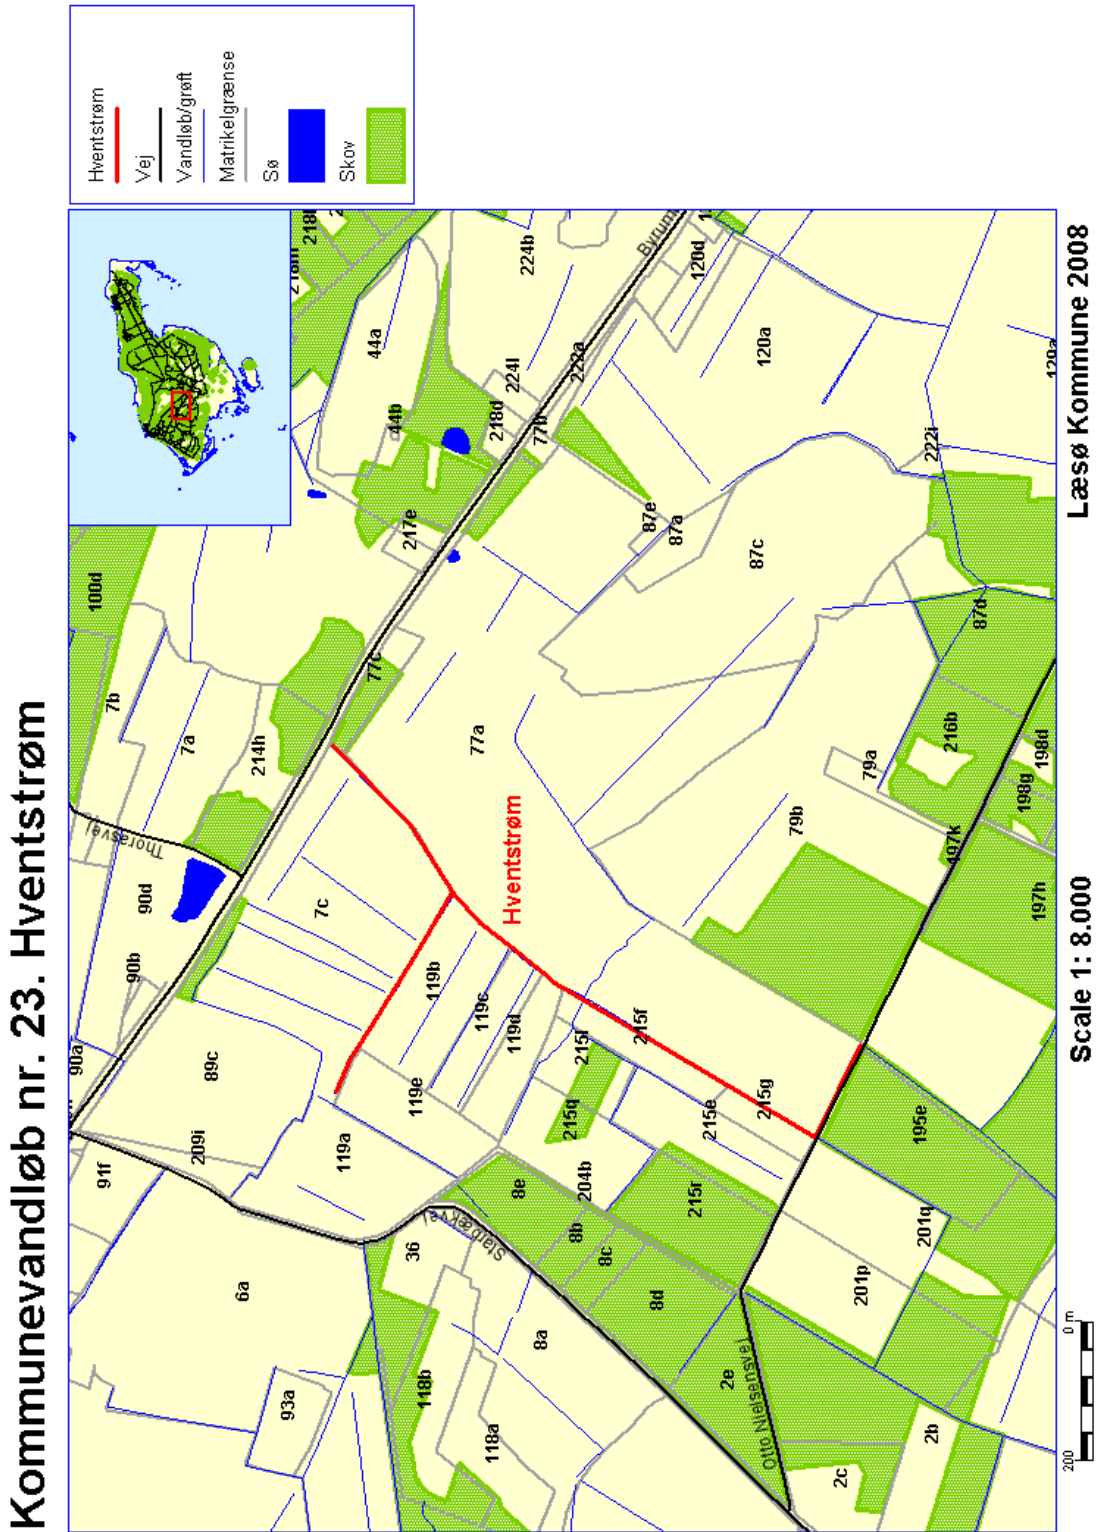 Kommunevandløb nr. 23. Hventstrøm
Hventstrøm
Vej
Vandløb/grøft
Matrikelgrænse
Sø
Skov
91f
90a
90b
90d
Thorasvej
7b
100d
209i
89c
7a
214h
6a
119a
7c
77c
44a
93a
36
119e
119b
217e
44b
118b
Stalbækvej
119c
77a
218d
224l
224b
118a
8a
8e
119d
Hventstrøm
77b
222a
8b
204b
215q
215i
8c
215f
87e
87a
120d
8d
215r
215e
2e
215g
79b
87c
120a
Otto Nielsensvej
201p
79a
2c
201q
195e
197k
216b
87d
222i
2b
197h
198g
198d
129a
200
0 m
Scale 1: 8.000
Læsø Kommune 2008